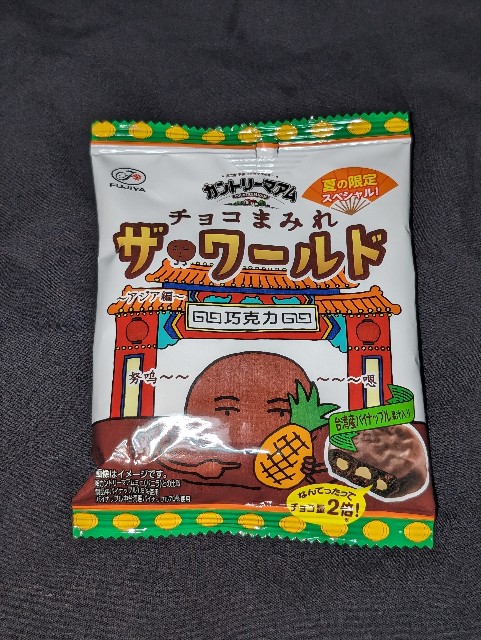 FUJIYA
カントリーマアム
夏の限定
スペシャル!
チョコまみれ
ザ・ワールド
～アジア編～
巧克力
努呜～～
～～～嗯
台湾産パイナップル果汁入り
画像はイメージです。
なんてったって
チョコ量2倍!